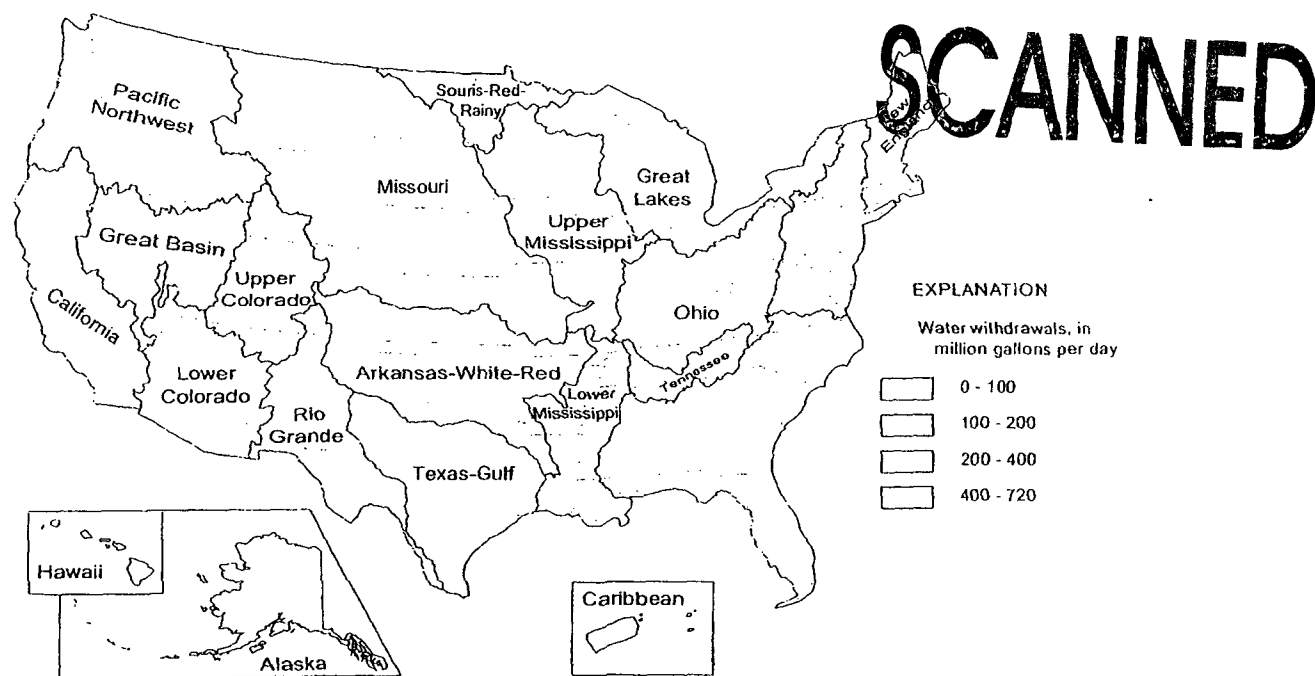 SCANNED
Pacific
Northwest
Souris-Red-
Rainy
New
England
Missouri
Great
Lakes
Upper
Mississippi
Great Basin
Upper
Colorado
California
Ohio
Lower
Colorado
Arkansas-White-Red
Tennessee
Lower
Mississippi
Rio
Grande
Texas-Gulf
EXPLANATION
Water withdrawals, in
million gallons per day
0 - 100
100 - 200
200 - 400
400 - 720
Hawaii
Alaska
Caribbean